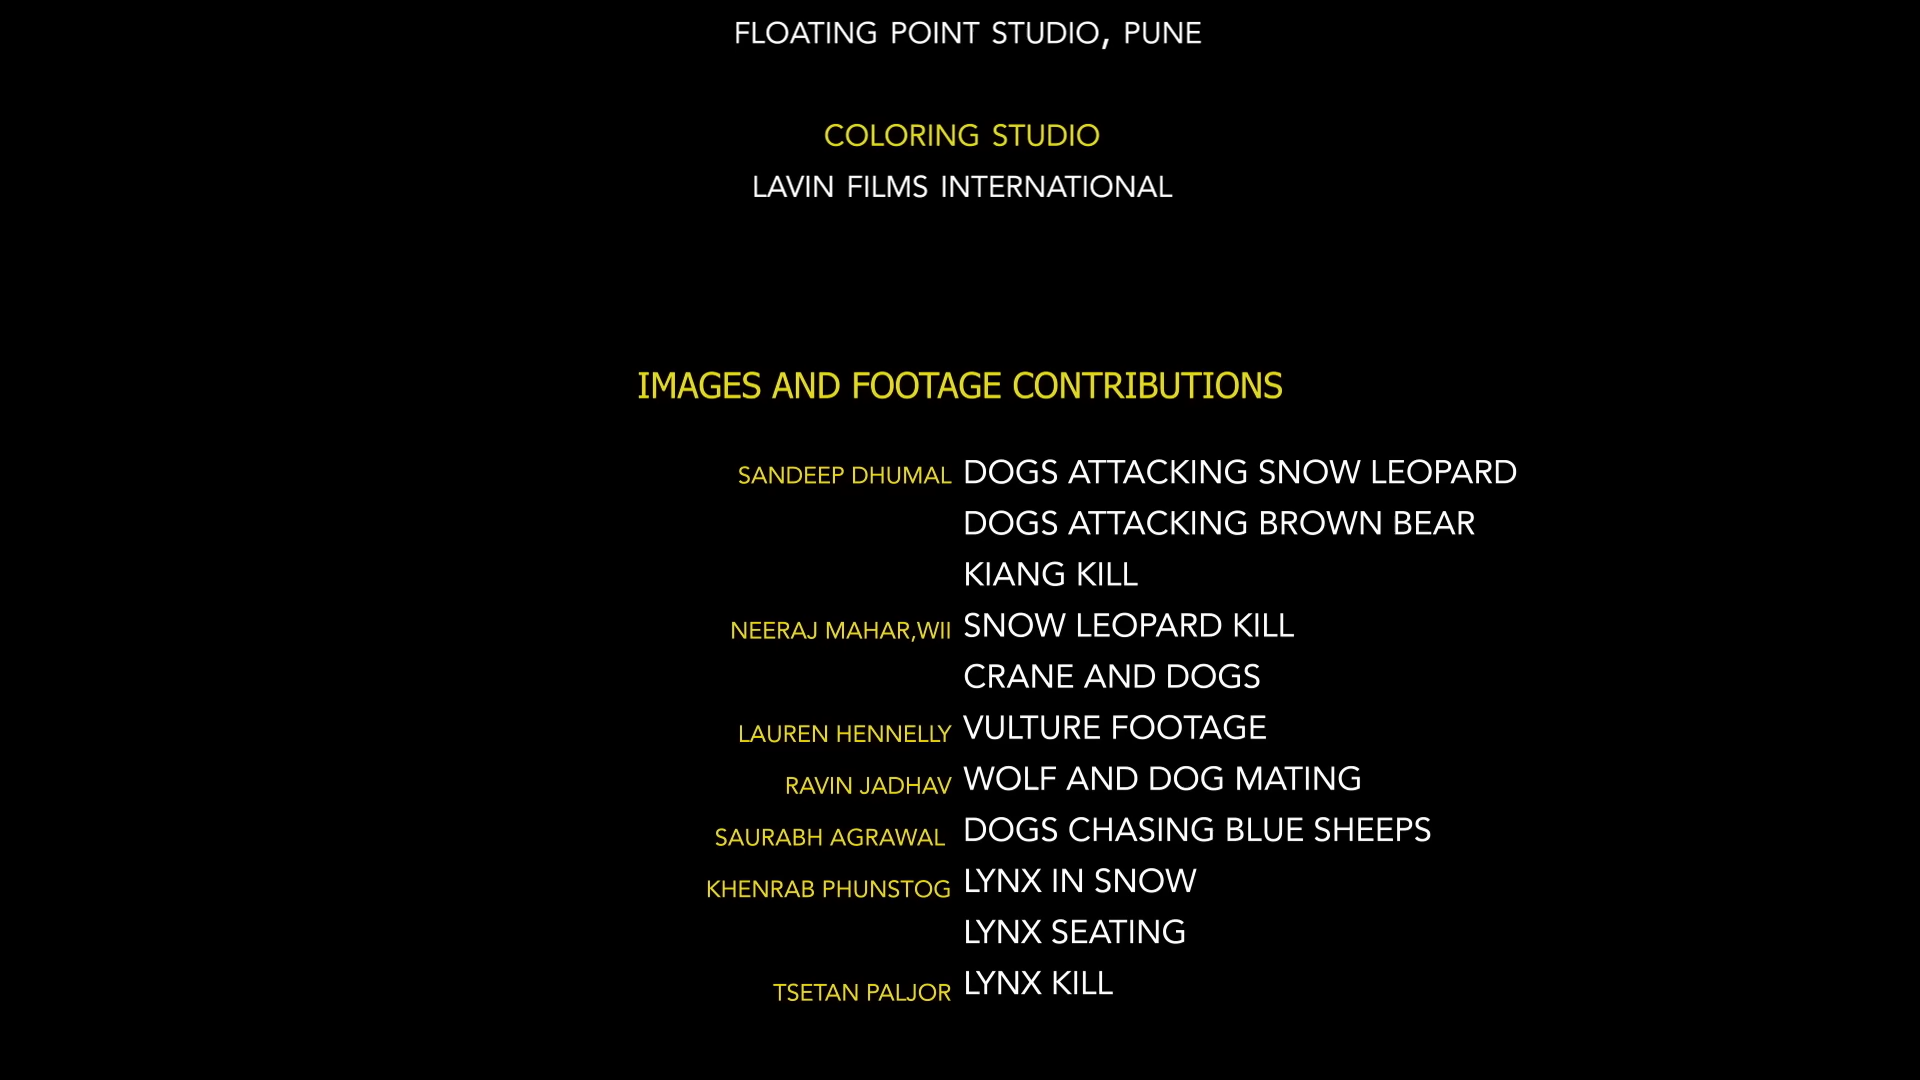 FLOATING POINT STUDIO, PUNE
COLORING STUDIO
LAVIN FILMS INTERNATIONAL
IMAGES AND FOOTAGE CONTRIBUTIONS
SANDEEP DHUMAL DOGS ATTACKING SNOW LEOPARD
DOGS ATTACKING BROWN BEAR
KIANG KILL
NEERAJ MAHAR,WII SNOW LEOPARD KILL
CRANE AND DOGS
LAUREN HENNELLY VULTURE FOOTAGE
RAVIN JADHAV WOLF AND DOG MATING
SAURABH AGRAWAL DOGS CHASING BLUE SHEEPS
KHENRAB PHUNSTOG LYNX IN SNOW
LYNX SEATING
TSETAN PALJOR LYNX KILL